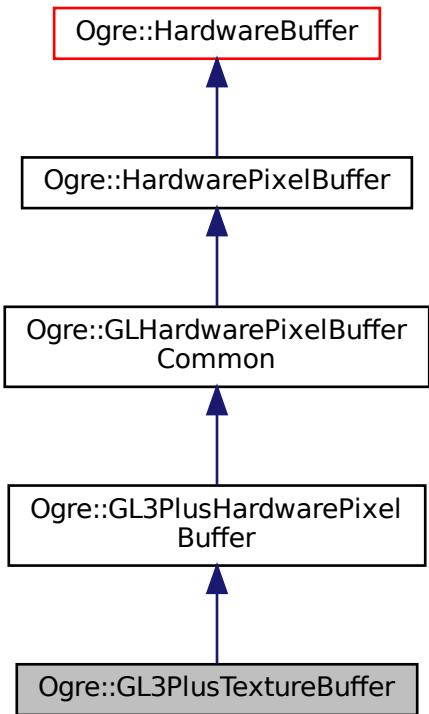 Ogre::HardwareBuffer
Ogre::HardwarePixelBuffer
Ogre::GLHardwarePixelBuffer
Common
Ogre::GL3PlusHardwarePixel
Buffer
Ogre::GL3PlusTextureBuffer